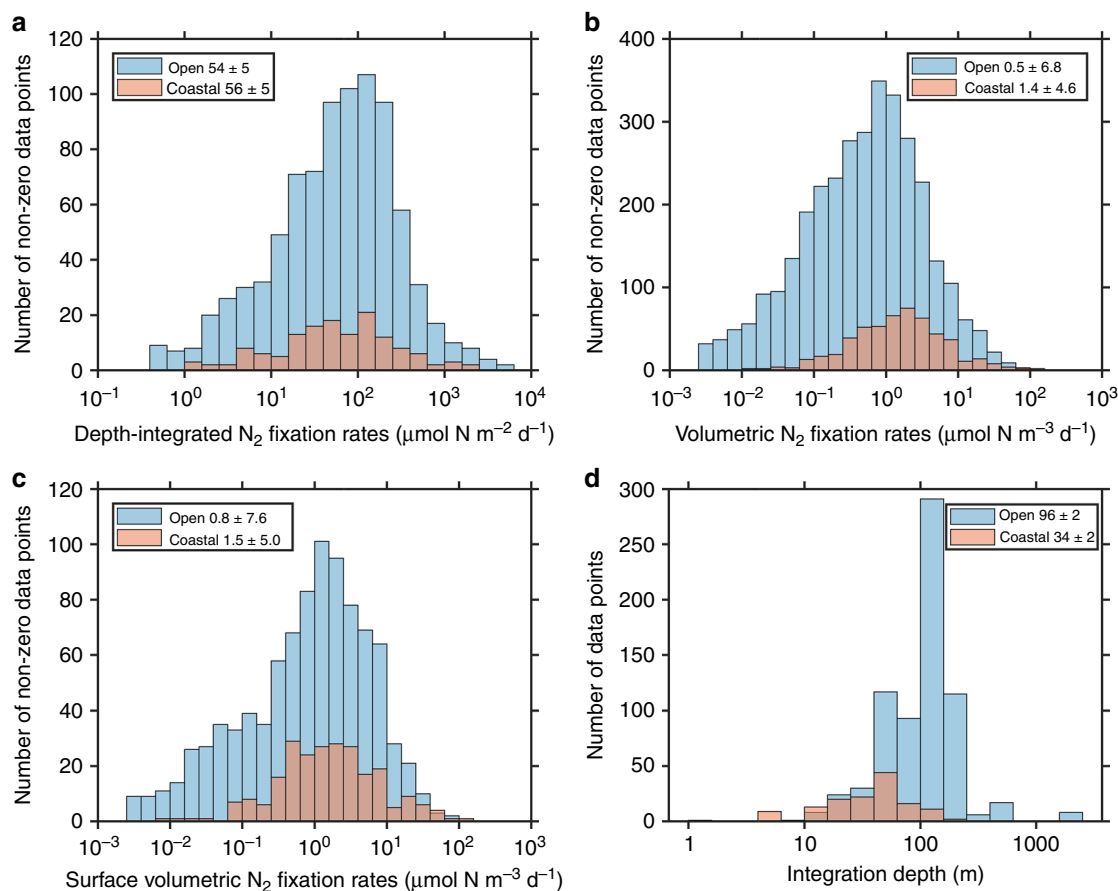 a
120
100
80
60
40
20
0
Number of non-zero data points
Open 54 ± 5
Coastal 56 ± 5
10⁻¹ 10⁰ 10¹ 10² 10³ 10⁴
Depth-integrated N₂ fixation rates (μmol N m⁻² d⁻¹)
b
400
300
200
100
0
Number of non-zero data points
Open 0.5 ± 6.8
Coastal 1.4 ± 4.6
10⁻³ 10⁻² 10⁻¹ 10⁰ 10¹ 10² 10³
Volumetric N₂ fixation rates (μmol N m⁻³ d⁻¹)
c
120
100
80
60
40
20
0
Number of non-zero data points
Open 0.8 ± 7.6
Coastal 1.5 ± 5.0
10⁻³ 10⁻² 10⁻¹ 10⁰ 10¹ 10² 10³
Surface volumetric N₂ fixation rates (μmol N m⁻³ d⁻¹)
d
300
250
200
150
100
50
0
Number of data points
Open 96 ± 2
Coastal 34 ± 2
1 10 100 1000
Integration depth (m)